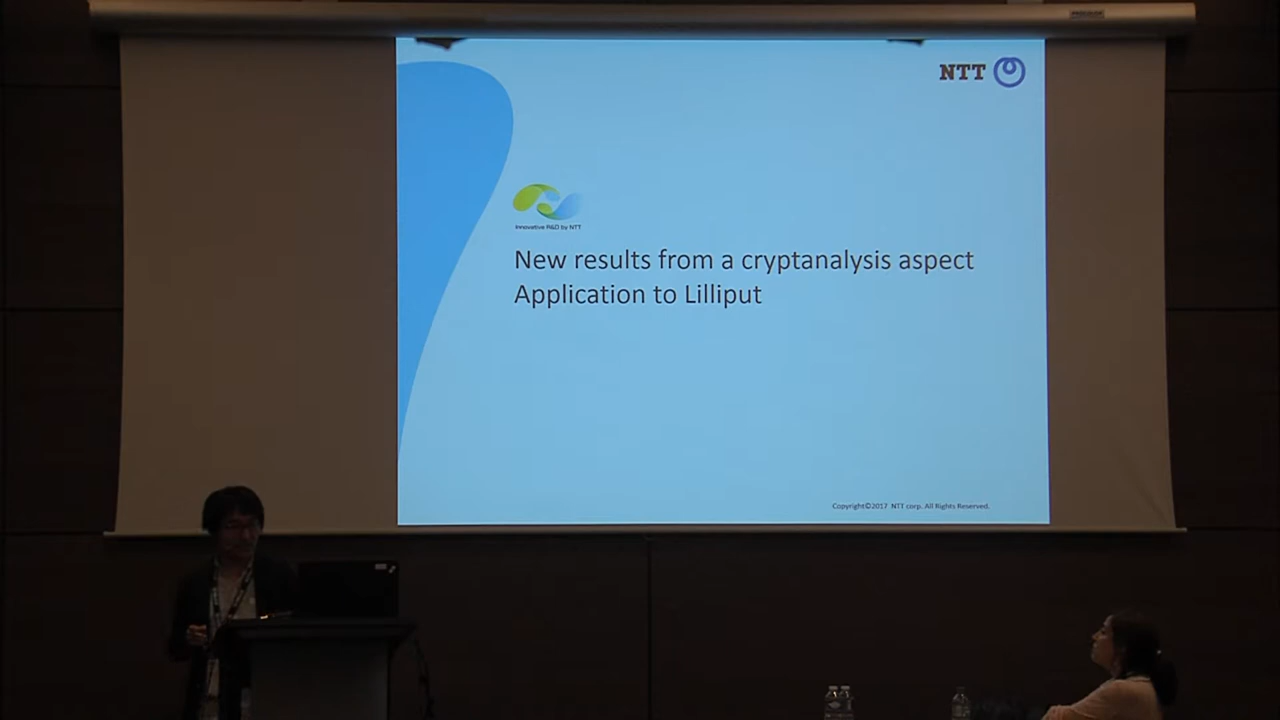 NTT
Innovative R&D by NTT
New results from a cryptanalysis aspect
Application to Lilliput
Copyright©2017 NTT corp. All Rights Reserved.